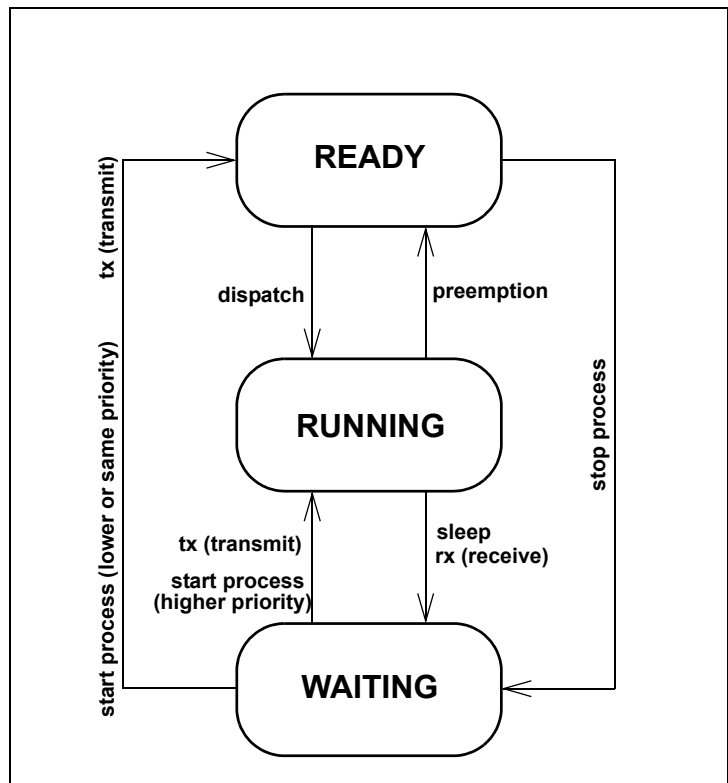 READY
tx (transmit)
dispatch
preemption
start process (lower or same priority)
RUNNING
stop process
tx (transmit)
start process
(higher priority)
sleep
rx (receive)
WAITING